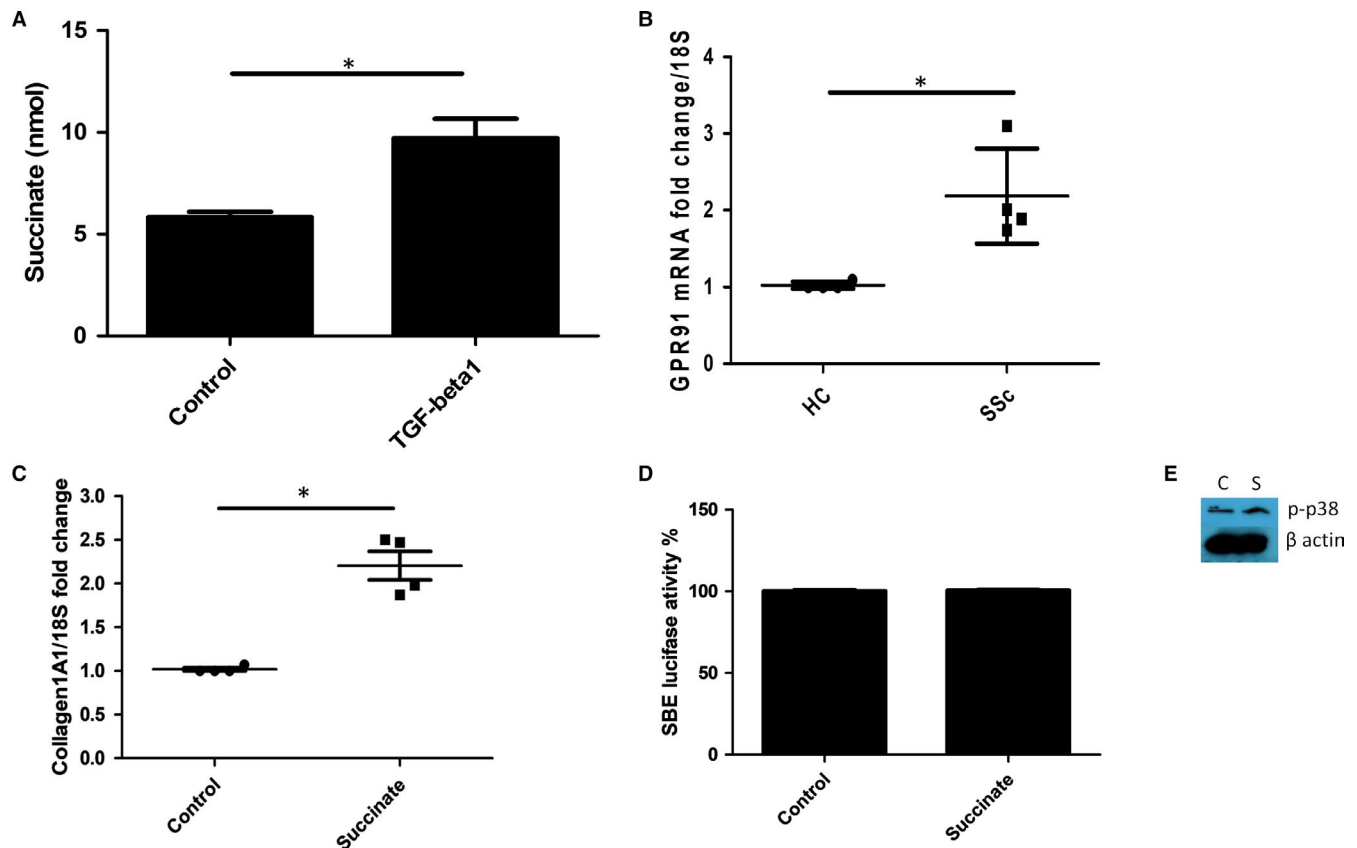 A
15
10
5
0
Succinate (nmol)
*
Control
TGF-beta1
B
4
3
2
1
0
GPR91 mRNA fold change/18S
*
HC
SSc
C
3.0
2.5
2.0
1.5
1.0
0.5
0.0
Collagen1A1/18S fold change
*
Control
Succinate
D
150
100
50
0
SBE lucifase ativity %
Control
Succinate
E
C S
p-p38
β actin